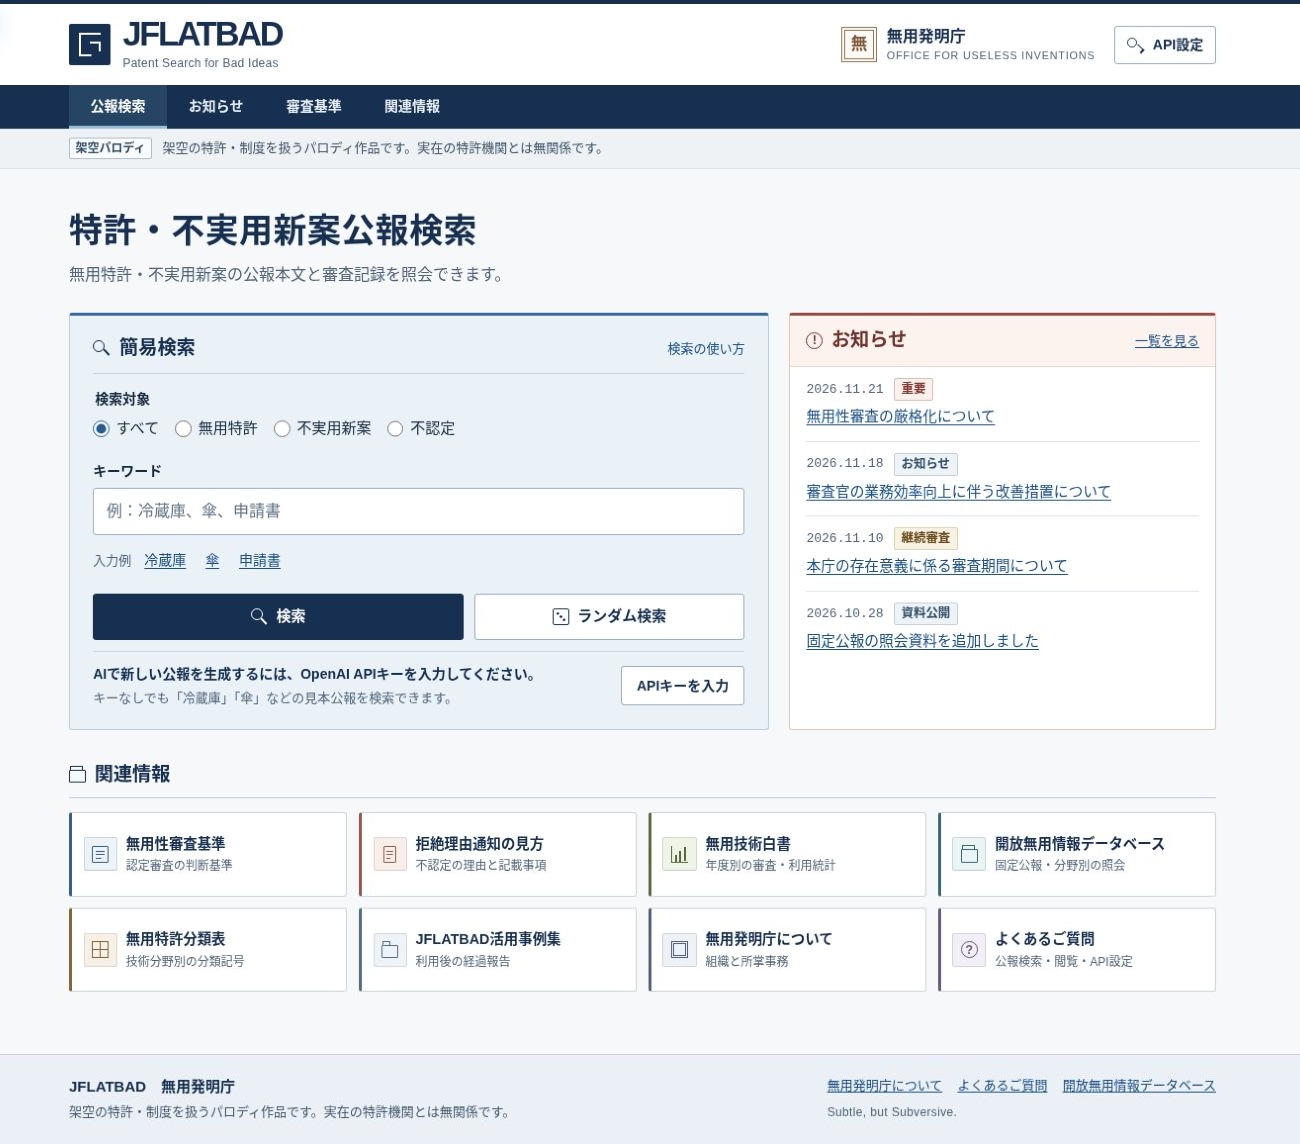 JFLATBAD
Patent Search for Bad Ideas
無
無用発明庁
OFFICE FOR USELESS INVENTIONS
API設定
公報検索
お知らせ
審査基準
関連情報
架空パロディ
架空の特許・制度を扱うパロディ作品です。実在の特許機関とは無関係です。
特許・不実用新案公報検索
無用特許・不実用新案の公報本文と審査記録を照会できます。
簡易検索
検索の使い方
検索対象
すべて
無用特許
不実用新案
不認定
キーワード
例：冷蔵庫、傘、申請書
入力例
冷蔵庫
傘
申請書
検索
ランダム検索
AIで新しい公報を生成するには、OpenAI APIキーを入力してください。
キーなしでも「冷蔵庫」「傘」などの見本公報を検索できます。
APIキーを入力
お知らせ
一覧を見る
2026.11.21
重要
無用性審査の厳格化について
2026.11.18
お知らせ
審査官の業務効率向上に伴う改善措置について
2026.11.10
継続審査
本庁の存在意義に係る審査期間について
2026.10.28
資料公開
固定公報の照会資料を追加しました
関連情報
無用性審査基準
認定審査の判断基準
拒絶理由通知の見方
不認定の理由と記載事項
無用技術白書
年度別の審査・利用統計
開放無用情報データベース
固定公報・分野別の照会
無用特許分類表
技術分野別の分類記号
JFLATBAD活用事例集
利用後の経過報告
無用発明庁について
組織と所掌事務
よくあるご質問
公報検索・閲覧・API設定
JFLATBAD 無用発明庁
架空の特許・制度を扱うパロディ作品です。実在の特許機関とは無関係です。
無用発明庁について
よくあるご質問
開放無用情報データベース
Subtle, but Subversive.